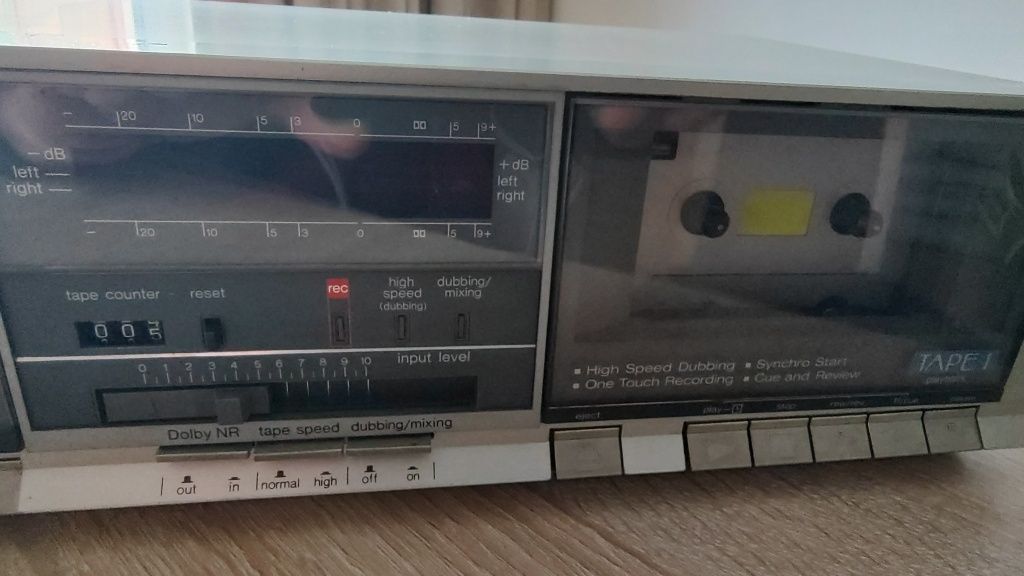 – 20 10 5 3 0 5 9+
– dB + dB
left left
right right
– 20 10 5 3 0 5 9+
tape counter reset rec high speed (dubbing) dubbing/ mixing
0 0
0 1 2 3 4 5 6 7 8 9 10 input level
Dolby NR tape speed dubbing/mixing
out in normal high off on
High Speed Dubbing Synchro Start
One Touch Recording Cue and Review
TAPE 1
eject play stop